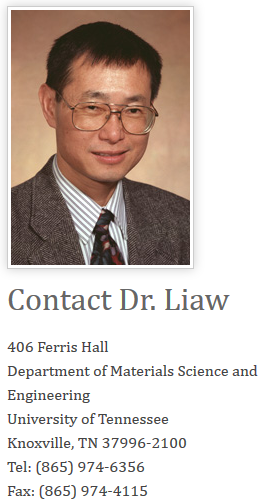 Contact Dr. Liaw
406 Ferris Hall
Department of Materials Science and
Engineering
University of Tennessee
Knoxville, TN 37996-2100
Tel: (865) 974-6356
Fax: (865) 974-4115